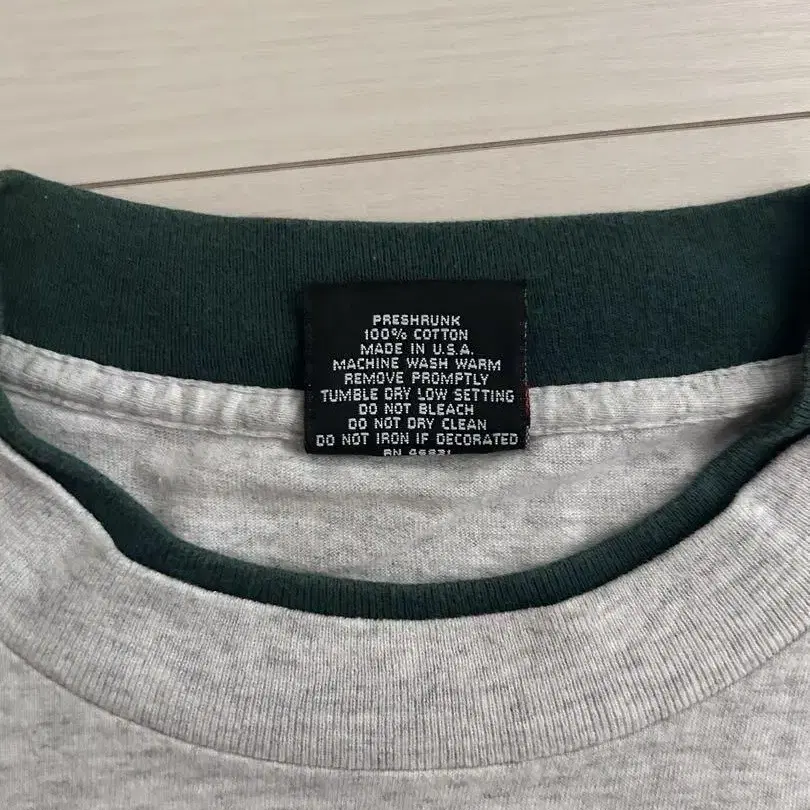 PRESHRUNK
100% COTTON
MADE IN U.S.A.
MACHINE WASH WARM
REMOVE PROMPTLY
TUMBLE DRY LOW SETTING
DO NOT BLEACH
DO NOT DRY CLEAN
DO NOT IRON IF DECORATED
RN